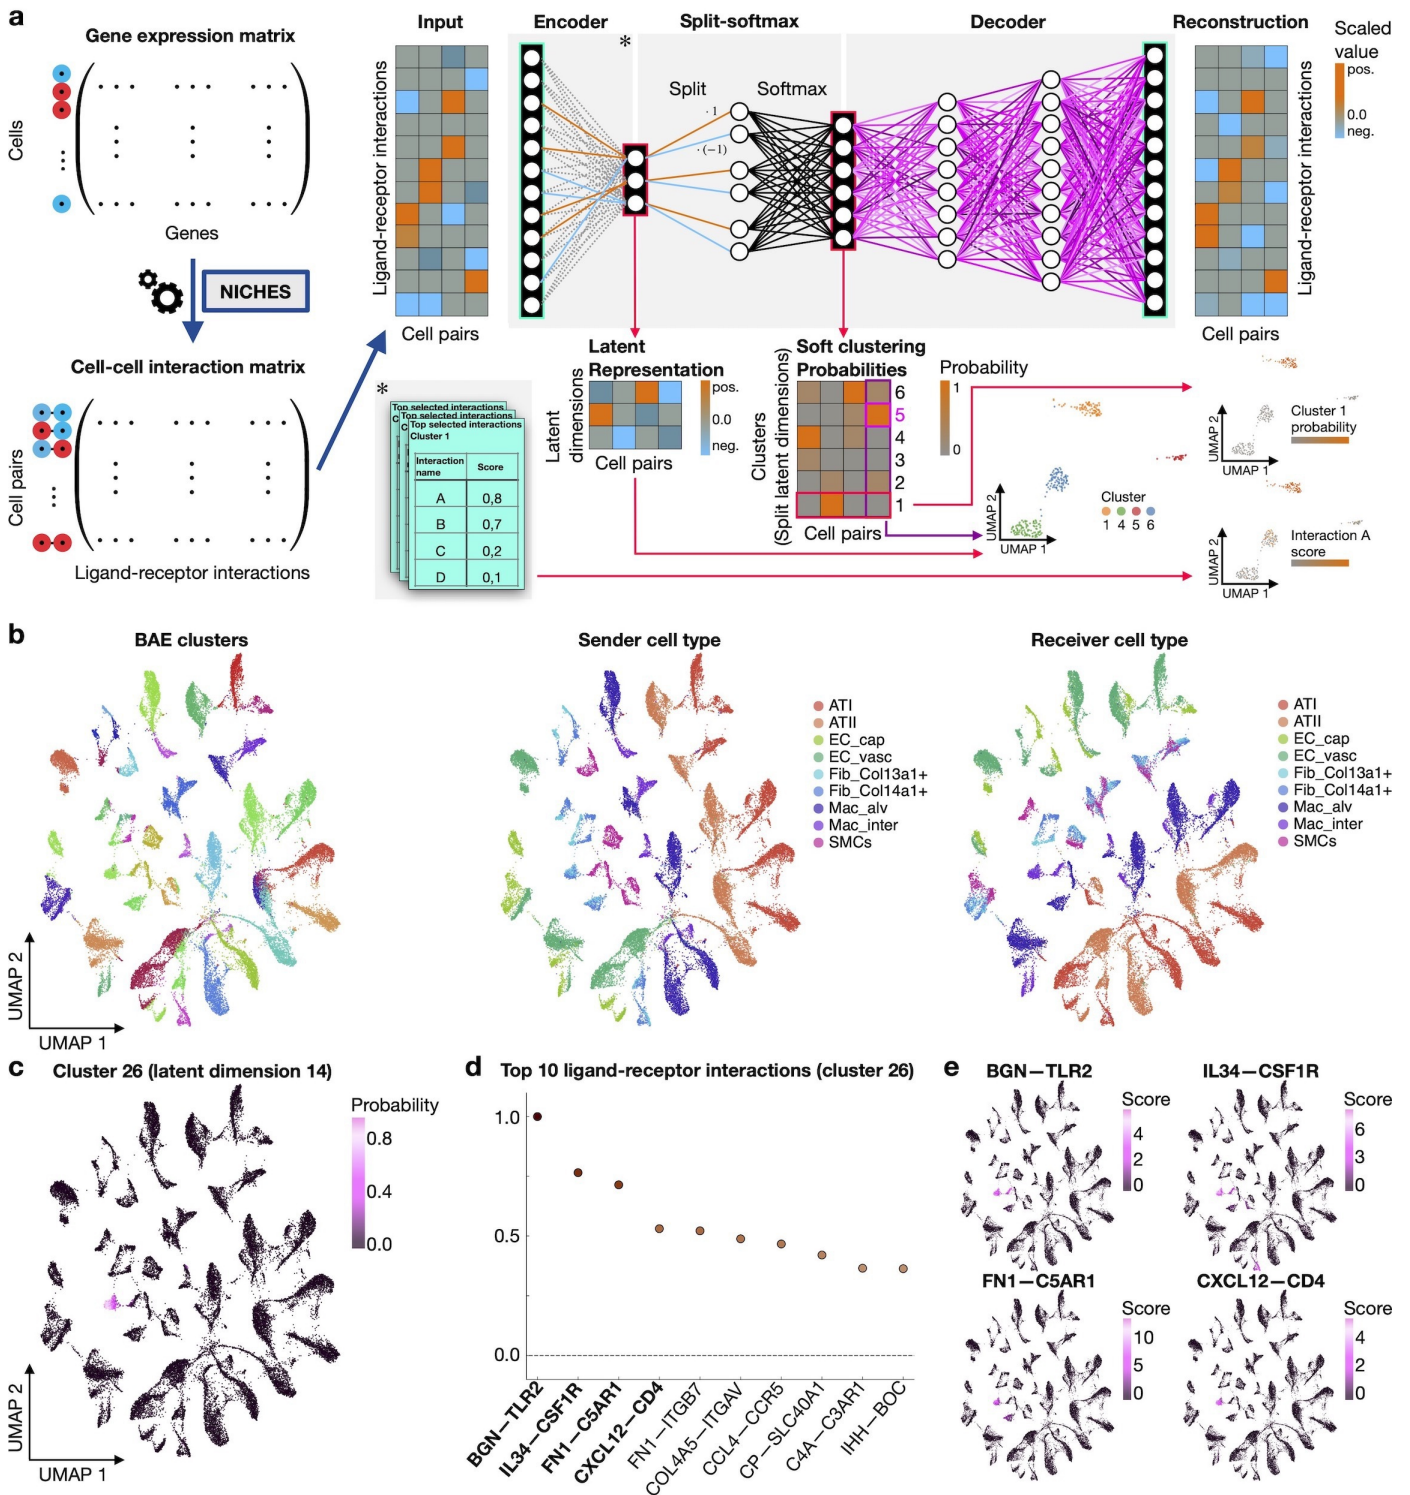 a
Gene expression matrix
Cells
Genes
NICHES
Cell-cell interaction matrix
Cell pairs
Ligand-receptor interactions
Input
Encoder
Split-softmax
Decoder
Reconstruction
Ligand-receptor interactions
Cell pairs
*
Split
Softmax
· 1
· (−1)
Ligand-receptor interactions
Cell pairs
Scaled
value
pos.
0.0
neg.
*
Top selected interactions
C
Top selected interactions
C
Top selected interactions
Cluster 1
Interaction name Score
A 0,8
B 0,7
C 0,2
D 0,1
Latent
Representation
Latent
dimensions
Cell pairs
pos.
0.0
neg.
Soft clustering
Probabilities
Clusters
(Split latent dimensions)
6
5
4
3
2
1
Cell pairs
Probability
1
0
UMAP 2
UMAP 1
Cluster
1 4 5 6
UMAP 2
UMAP 1
Cluster 1
probability
UMAP 2
UMAP 1
Interaction A
score
b
BAE clusters
UMAP 2
UMAP 1
Sender cell type
ATI
ATII
EC_cap
EC_vasc
Fib_Col13a1+
Fib_Col14a1+
Mac_alv
Mac_inter
SMCs
Receiver cell type
ATI
ATII
EC_cap
EC_vasc
Fib_Col13a1+
Fib_Col14a1+
Mac_alv
Mac_inter
SMCs
c
Cluster 26 (latent dimension 14)
Probability
0.8
0.4
0.0
UMAP 2
UMAP 1
d
Top 10 ligand-receptor interactions (cluster 26)
1.0
0.5
0.0
BGN—TLR2
IL34—CSF1R
FN1—C5AR1
CXCL12—CD4
FN1—ITGB7
COL4A5—ITGAV
CCL4—CCR5
CP—SLC40A1
C4A—C3AR1
IHH—BOC
e
BGN—TLR2
Score
4
2
0
IL34—CSF1R
Score
6
3
0
FN1—C5AR1
Score
10
5
0
CXCL12—CD4
Score
4
2
0